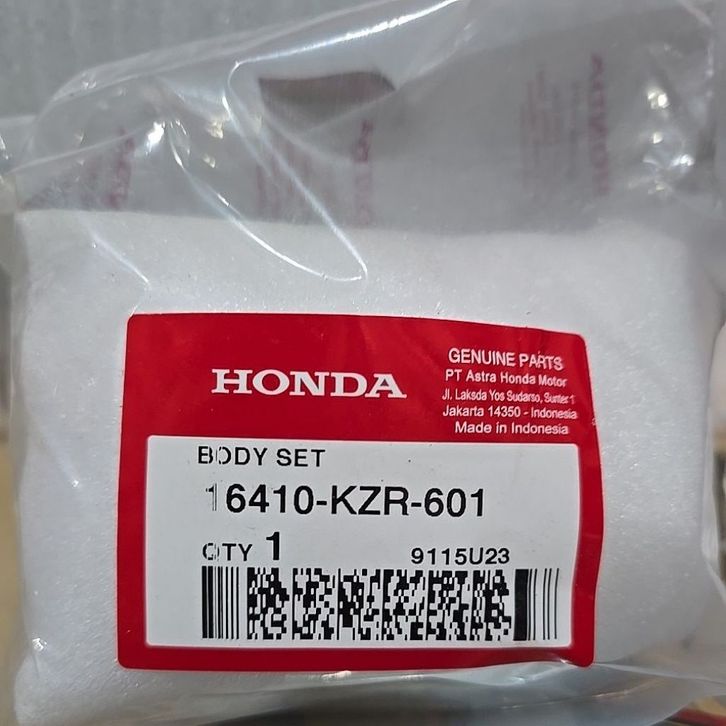 HONDA
HONDA
GENUINE PARTS
PT Astra Honda Motor
Jl. Laksda Yos Sudarso, Sunter 1
Jakarta 14350 - Indonesia
Made in Indonesia
BODY SET
16410-KZR-601
QTY 1 9115U23